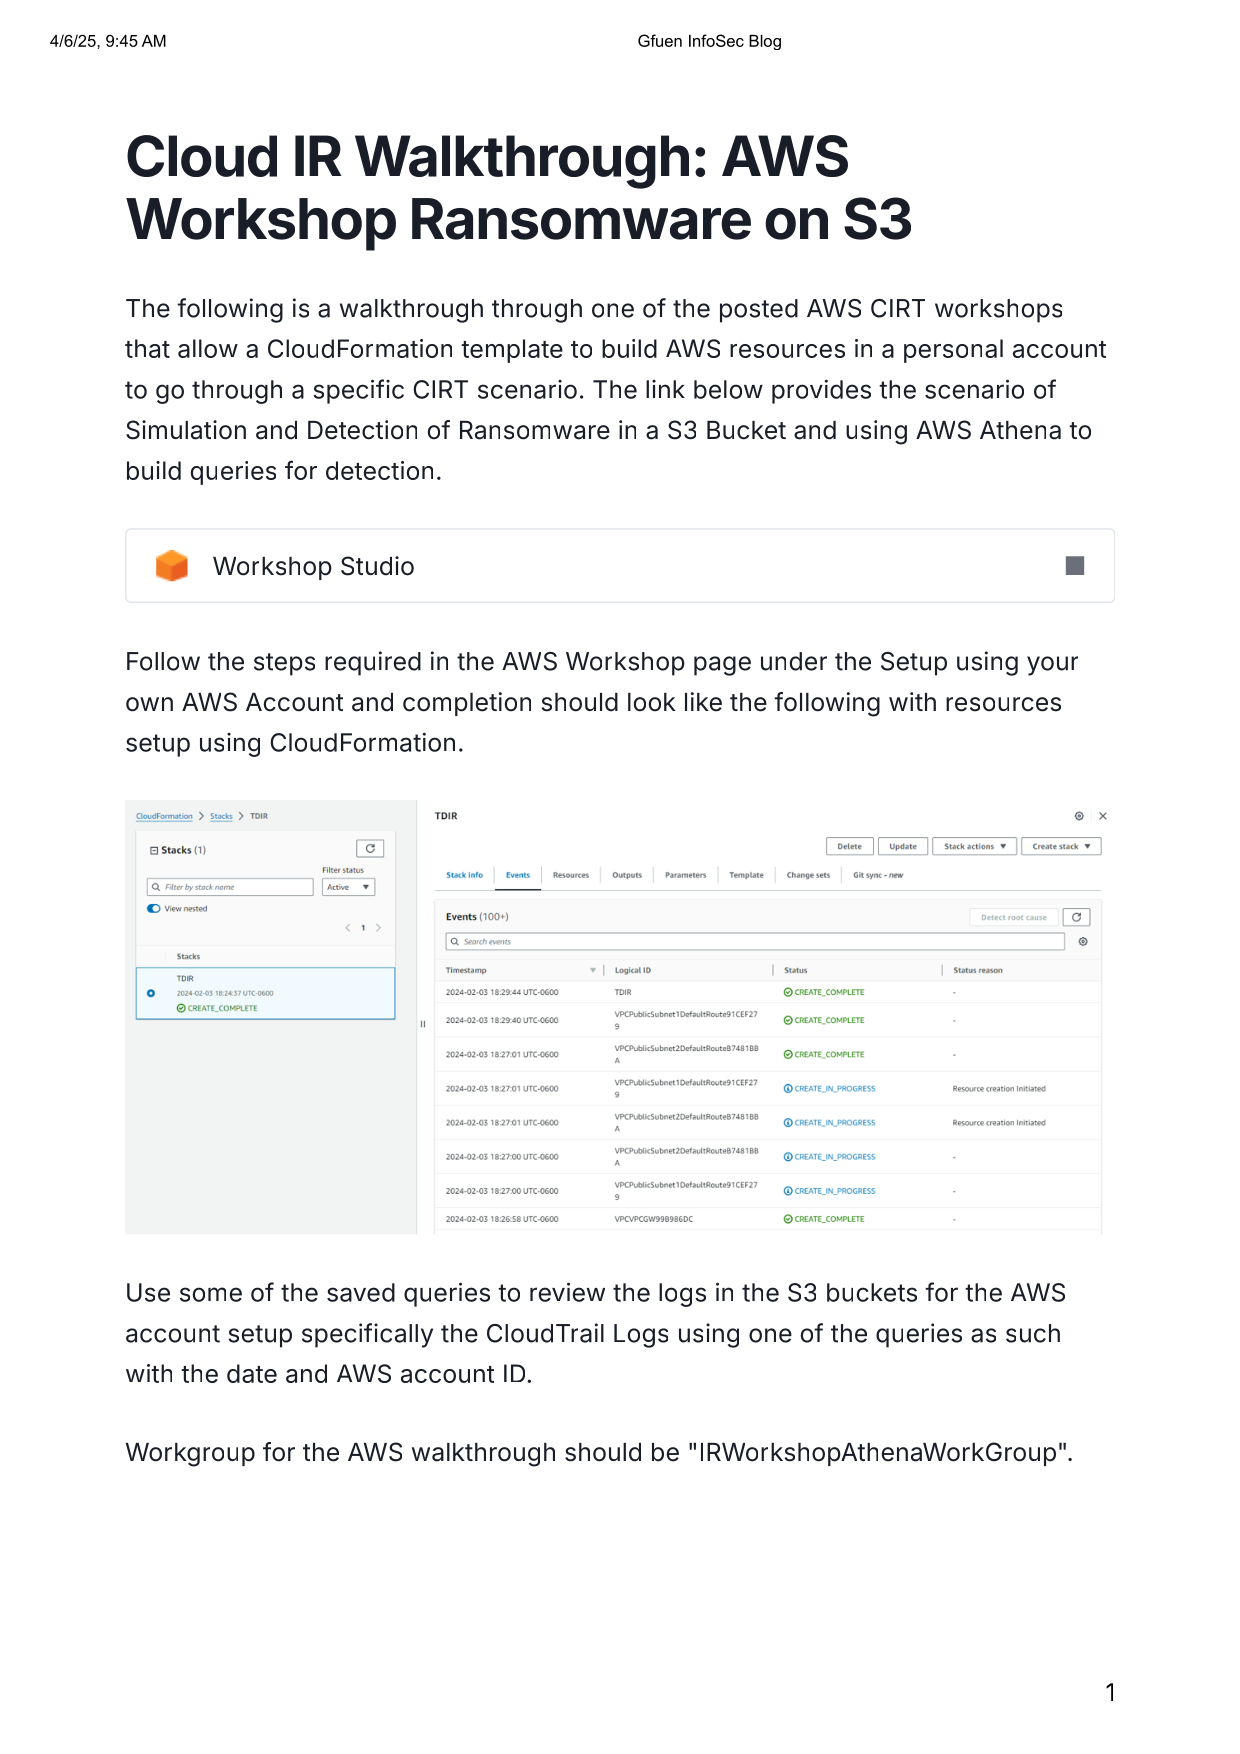 4/6/25, 9:45 AM
Gfuen InfoSec Blog
Cloud IR Walkthrough: AWS
Workshop Ransomware on S3
The following is a walkthrough through one of the posted AWS CIRT workshops
that allow a CloudFormation template to build AWS resources in a personal account
to go through a specific CIRT scenario. The link below provides the scenario of
Simulation and Detection of Ransomware in a S3 Bucket and using AWS Athena to
build queries for detection.
Workshop Studio
Follow the steps required in the AWS Workshop page under the Setup using your
own AWS Account and completion should look like the following with resources
setup using CloudFormation.
CloudFormation > Stacks > TDIR
Stacks (1)
Filter status
Filter by stack name
Active
View nested
< 1 >
Stacks
TDIR
2024-02-03 18:24:37 UTC-0600
CREATE_COMPLETE
TDIR
Delete Update Stack actions Create stack
Stack info Events Resources Outputs Parameters Template Change sets Git sync - new
Events (100+)
Detect root cause
Search events
Timestamp Logical ID Status Status reason
2024-02-03 18:29:44 UTC-0600 TDIR CREATE_COMPLETE -
2024-02-03 18:29:40 UTC-0600 VPCPublicSubnet1DefaultRoute91CEF27
9 CREATE_COMPLETE -
2024-02-03 18:27:01 UTC-0600 VPCPublicSubnet2DefaultRouteB7481BB
A CREATE_COMPLETE -
2024-02-03 18:27:01 UTC-0600 VPCPublicSubnet1DefaultRoute91CEF27
9 CREATE_IN_PROGRESS Resource creation Initiated
2024-02-03 18:27:01 UTC-0600 VPCPublicSubnet2DefaultRouteB7481BB
A CREATE_IN_PROGRESS Resource creation Initiated
2024-02-03 18:27:00 UTC-0600 VPCPublicSubnet2DefaultRouteB7481BB
A CREATE_IN_PROGRESS -
2024-02-03 18:27:00 UTC-0600 VPCPublicSubnet1DefaultRoute91CEF27
9 CREATE_IN_PROGRESS -
2024-02-03 18:26:58 UTC-0600 VPCVPCGW99B986DC CREATE_COMPLETE -
Use some of the saved queries to review the logs in the S3 buckets for the AWS
account setup specifically the CloudTrail Logs using one of the queries as such
with the date and AWS account ID.
Workgroup for the AWS walkthrough should be "IRWorkshopAthenaWorkGroup".
1